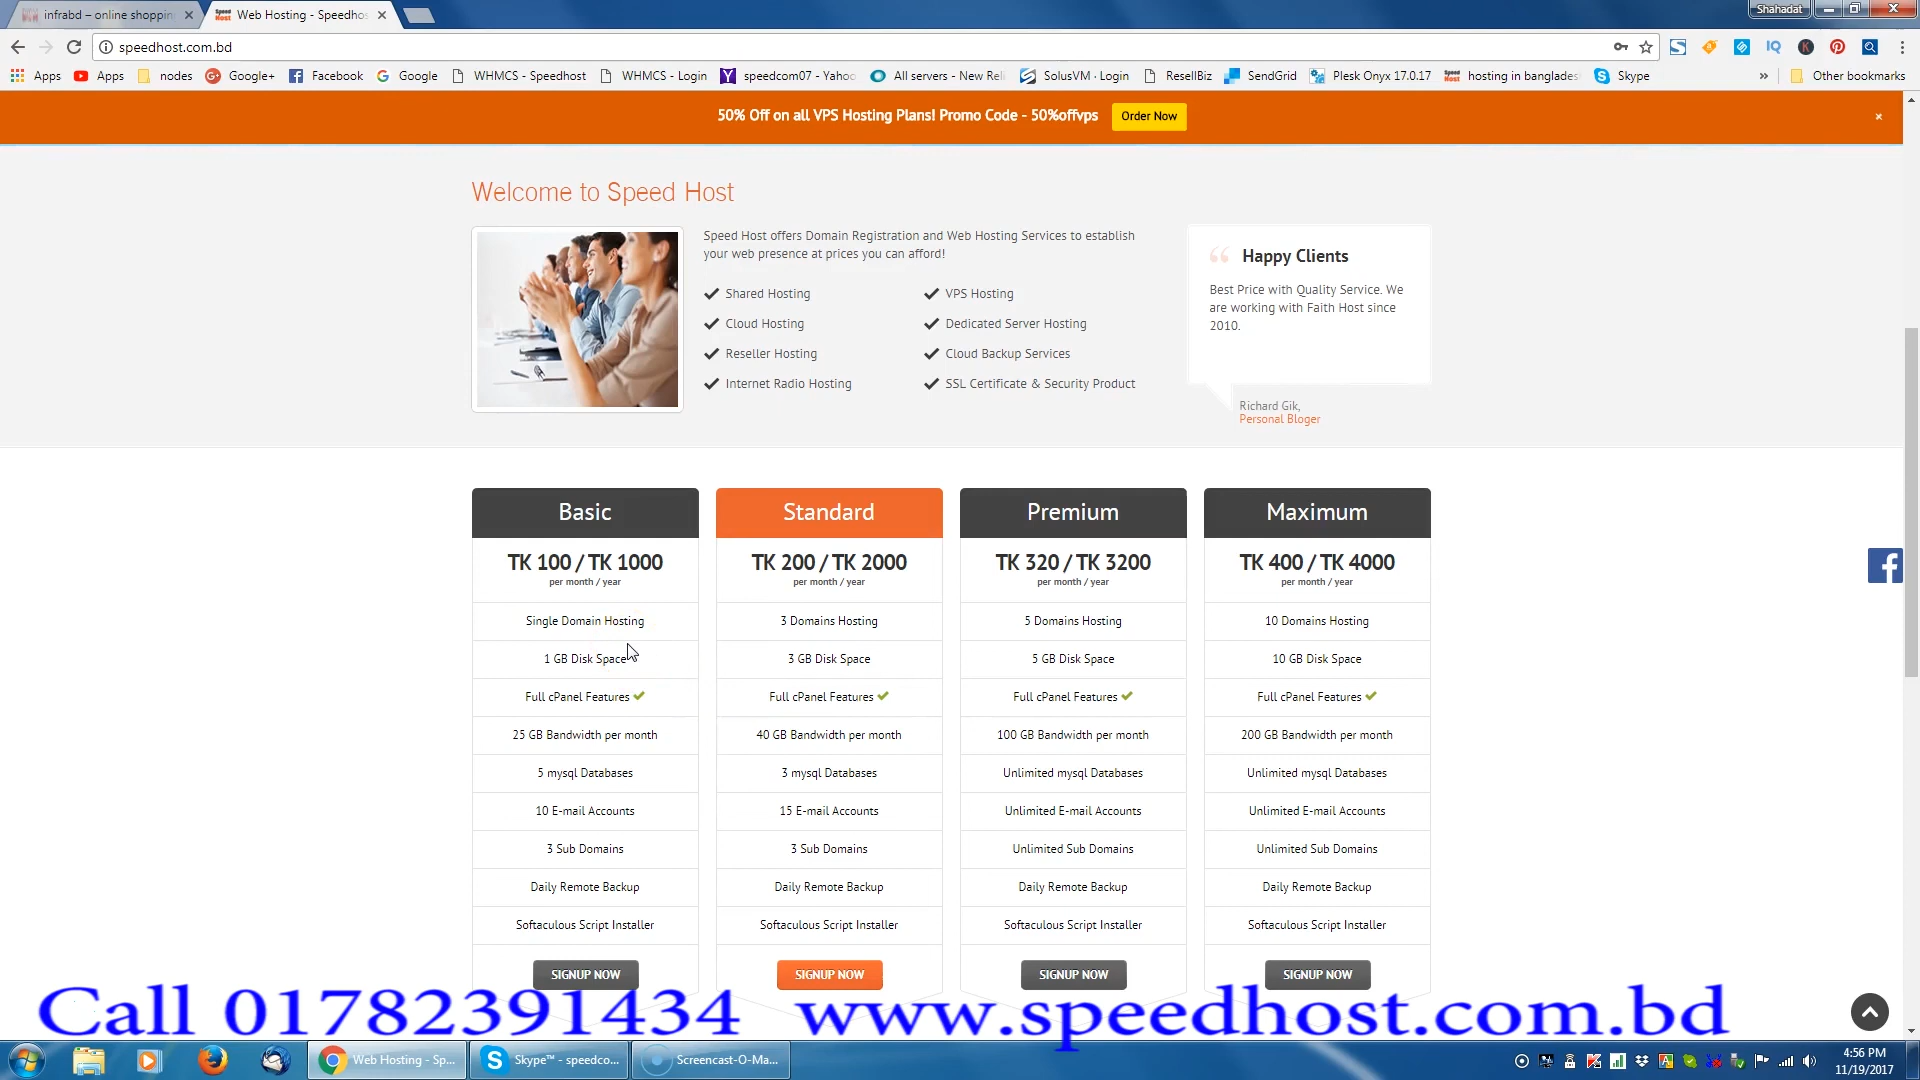 infrabd – online shoppin
Web Hosting - Speedhos
Shahadat
speedhost.com.bd
Apps
Apps
nodes
Google+
Facebook
Google
WHMCS - Speedhost
WHMCS - Login
speedcom07 - Yahoo
All servers - New Reli
SolusVM · Login
ResellBiz
SendGrid
Plesk Onyx 17.0.17
hosting in banglades
Skype
»
Other bookmarks
50% Off on all VPS Hosting Plans! Promo Code - 50%offvps
Order Now
×
Welcome to Speed Host
Speed Host offers Domain Registration and Web Hosting Services to establish
your web presence at prices you can afford!
Shared Hosting
VPS Hosting
Cloud Hosting
Dedicated Server Hosting
Reseller Hosting
Cloud Backup Services
Internet Radio Hosting
SSL Certificate & Security Product
Happy Clients
Best Price with Quality Service. We
are working with Faith Host since
2010.
Richard Gik,
Personal Bloger
Basic
TK 100 / TK 1000
per month / year
Single Domain Hosting
1 GB Disk Space
Full cPanel Features
25 GB Bandwidth per month
5 mysql Databases
10 E-mail Accounts
3 Sub Domains
Daily Remote Backup
Softaculous Script Installer
SIGNUP NOW
Standard
TK 200 / TK 2000
per month / year
3 Domains Hosting
3 GB Disk Space
Full cPanel Features
40 GB Bandwidth per month
3 mysql Databases
15 E-mail Accounts
3 Sub Domains
Daily Remote Backup
Softaculous Script Installer
SIGNUP NOW
Premium
TK 320 / TK 3200
per month / year
5 Domains Hosting
5 GB Disk Space
Full cPanel Features
100 GB Bandwidth per month
Unlimited mysql Databases
Unlimited E-mail Accounts
Unlimited Sub Domains
Daily Remote Backup
Softaculous Script Installer
SIGNUP NOW
Maximum
TK 400 / TK 4000
per month / year
10 Domains Hosting
10 GB Disk Space
Full cPanel Features
200 GB Bandwidth per month
Unlimited mysql Databases
Unlimited E-mail Accounts
Unlimited Sub Domains
Daily Remote Backup
Softaculous Script Installer
SIGNUP NOW
Call 01782391434 www.speedhost.com.bd
Web Hosting - Sp...
Skype™ - speedco...
Screencast-O-Ma...
4:56 PM
11/19/2017